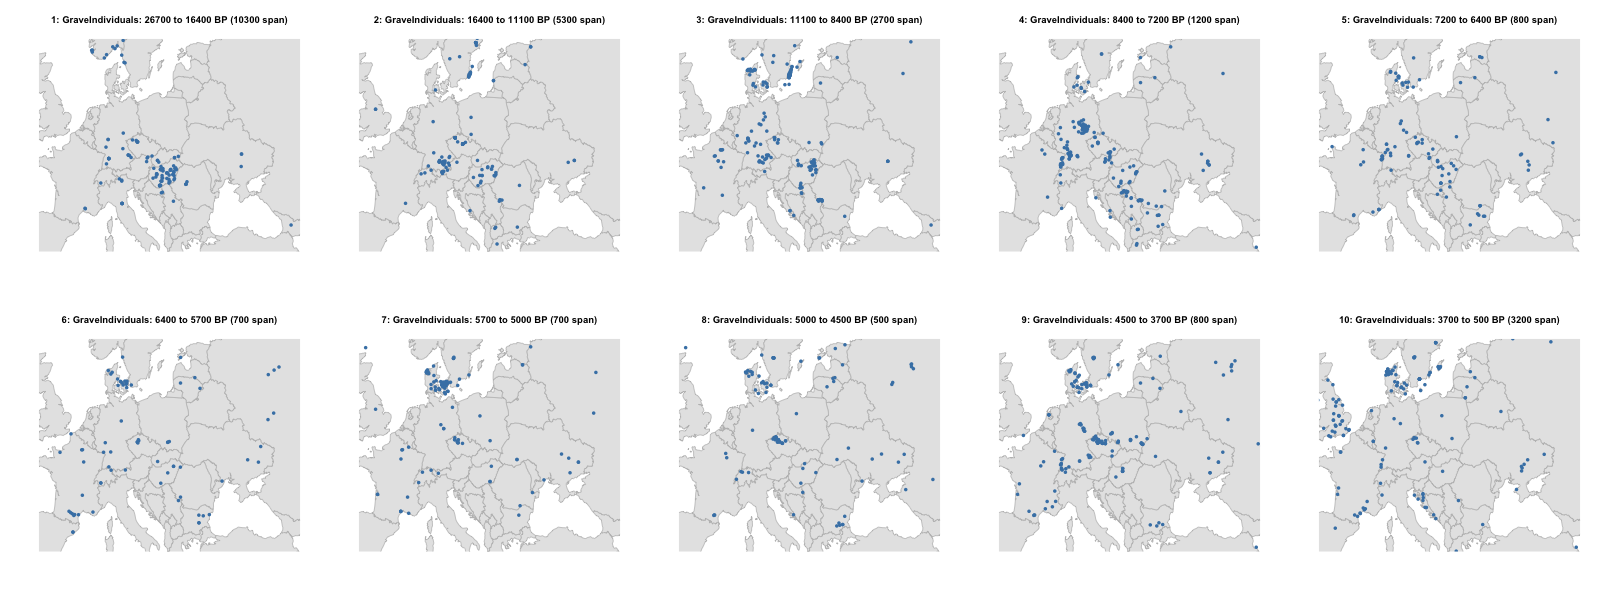 1: GraveIndividuals: 26700 to 16400 BP (10300 span)
2: GraveIndividuals: 16400 to 11100 BP (5300 span)
3: GraveIndividuals: 11100 to 8400 BP (2700 span)
4: GraveIndividuals: 8400 to 7200 BP (1200 span)
5: GraveIndividuals: 7200 to 6400 BP (800 span)
6: GraveIndividuals: 6400 to 5700 BP (700 span)
7: GraveIndividuals: 5700 to 5000 BP (700 span)
8: GraveIndividuals: 5000 to 4500 BP (500 span)
9: GraveIndividuals: 4500 to 3700 BP (800 span)
10: GraveIndividuals: 3700 to 500 BP (3200 span)